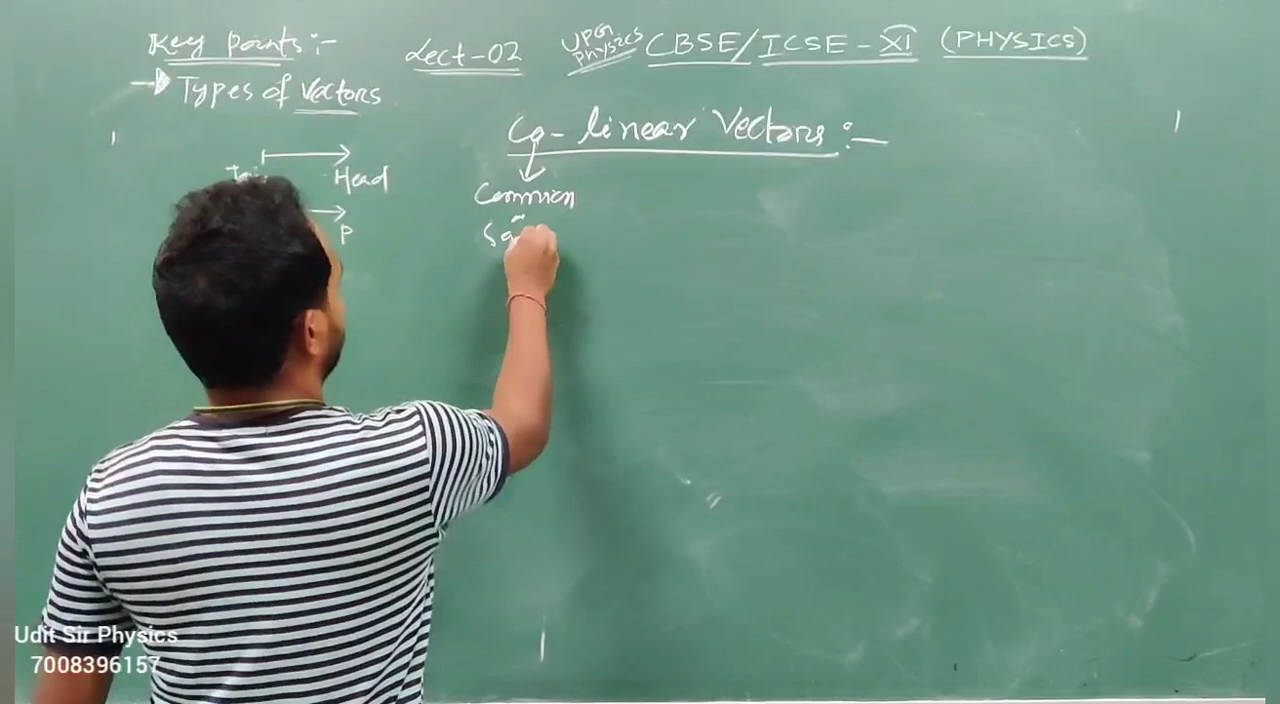 Key points:-
Lect-02
UPG Physics
CBSE/ICSE-XI (PHYSICS)
Types of Vectors
Co-linear Vectors:-
Head
Common
P
Udit Sir Physics
7008396157